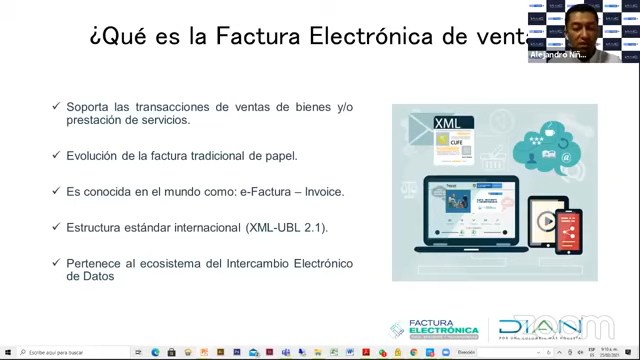 ¿Qué es la Factura Electrónica de venta
Alejandro Niñ...
✓ Soporta las transacciones de ventas de bienes y/o
prestación de servicios.
✓ Evolución de la factura tradicional de papel.
✓ Es conocida en el mundo como: e-Factura – Invoice.
✓ Estructura estándar internacional (XML-UBL 2.1).
✓ Pertenece al ecosistema del Intercambio Electrónico
de Datos
XML
CUFE
FACTURA
ELECTRÓNICA
DIAN
zoom
Escribe aquí para buscar
ESP